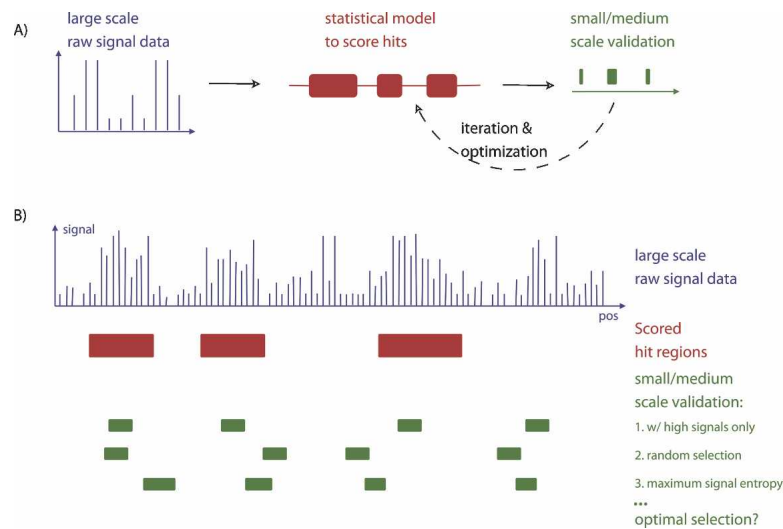 A)
large scale
raw signal data
statistical model
to score hits
small/medium
scale validation
iteration &
optimization
B)
signal
large scale
raw signal data
pos
Scored
hit regions
small/medium
scale validation:
1. w/ high signals only
2. random selection
3. maximum signal entropy
...
optimal selection?